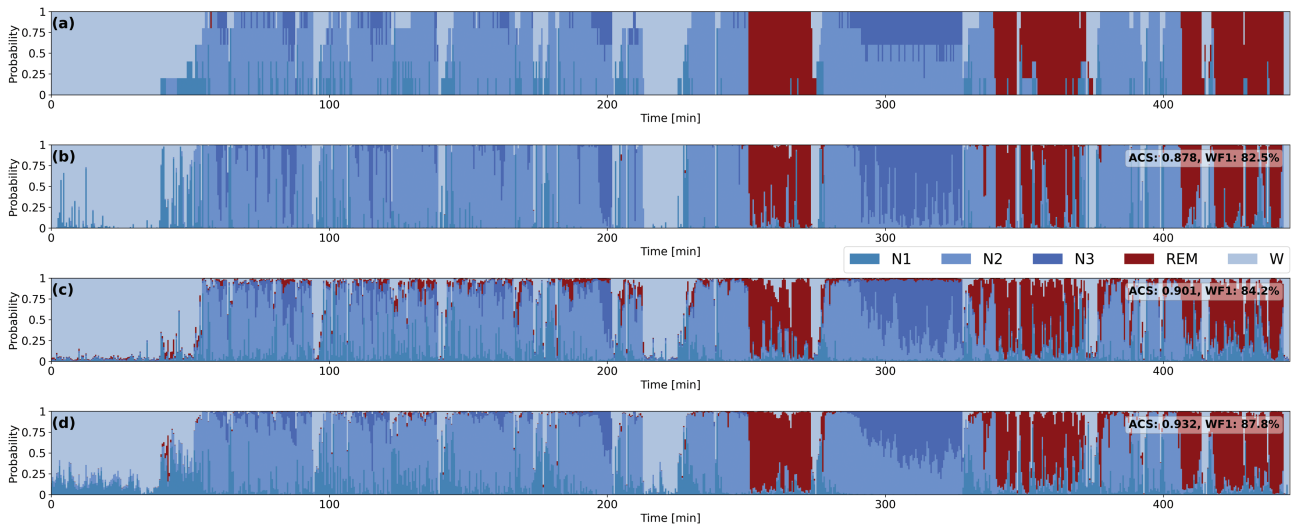 (a)
Probability
1
0.75
0.5
0.25
0
0 100 200 300 400
Time [min]
(b)
ACS: 0.878, WF1: 82.5%
Probability
1
0.75
0.5
0.25
0
0 100 200 300 400
Time [min]
N1 N2 N3 REM W
(c)
ACS: 0.901, WF1: 84.2%
Probability
1
0.75
0.5
0.25
0
0 100 200 300 400
Time [min]
(d)
ACS: 0.932, WF1: 87.8%
Probability
1
0.75
0.5
0.25
0
0 100 200 300 400
Time [min]